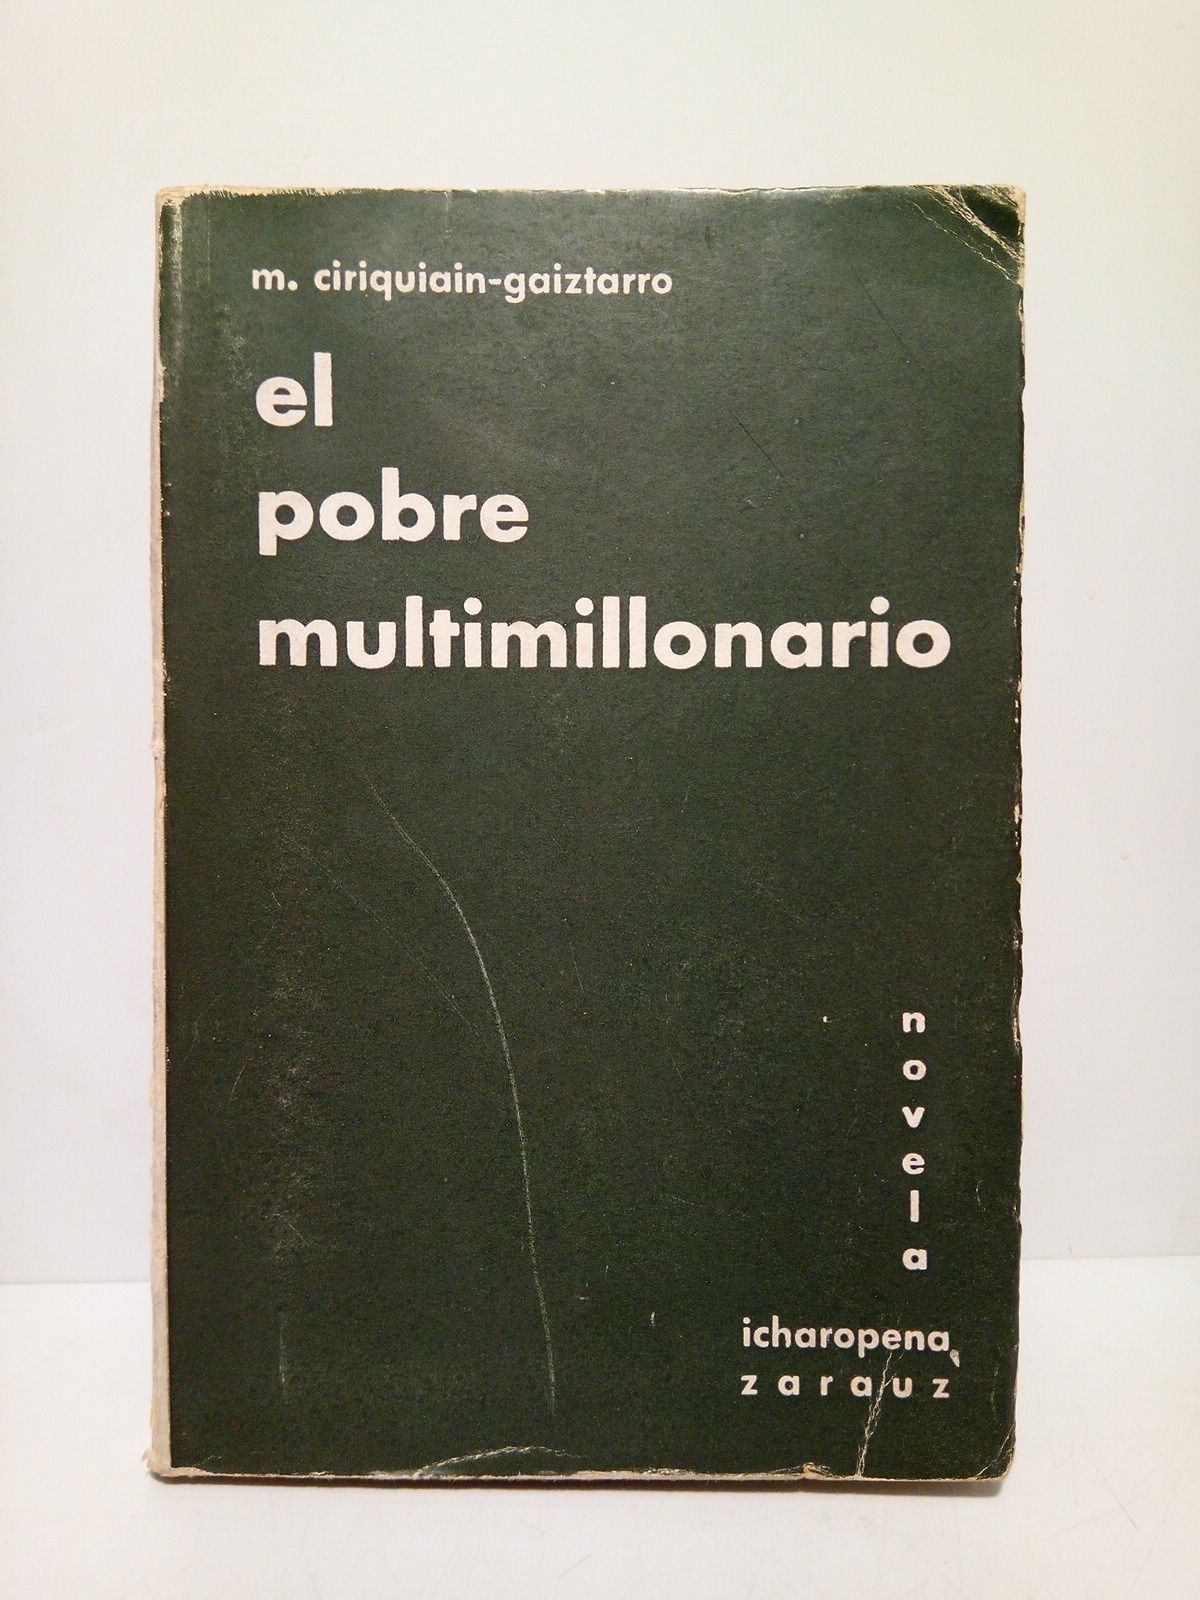 m. ciriquiain-gaiztarro
el
pobre
multimillonario
novela
icharopena
zarauz